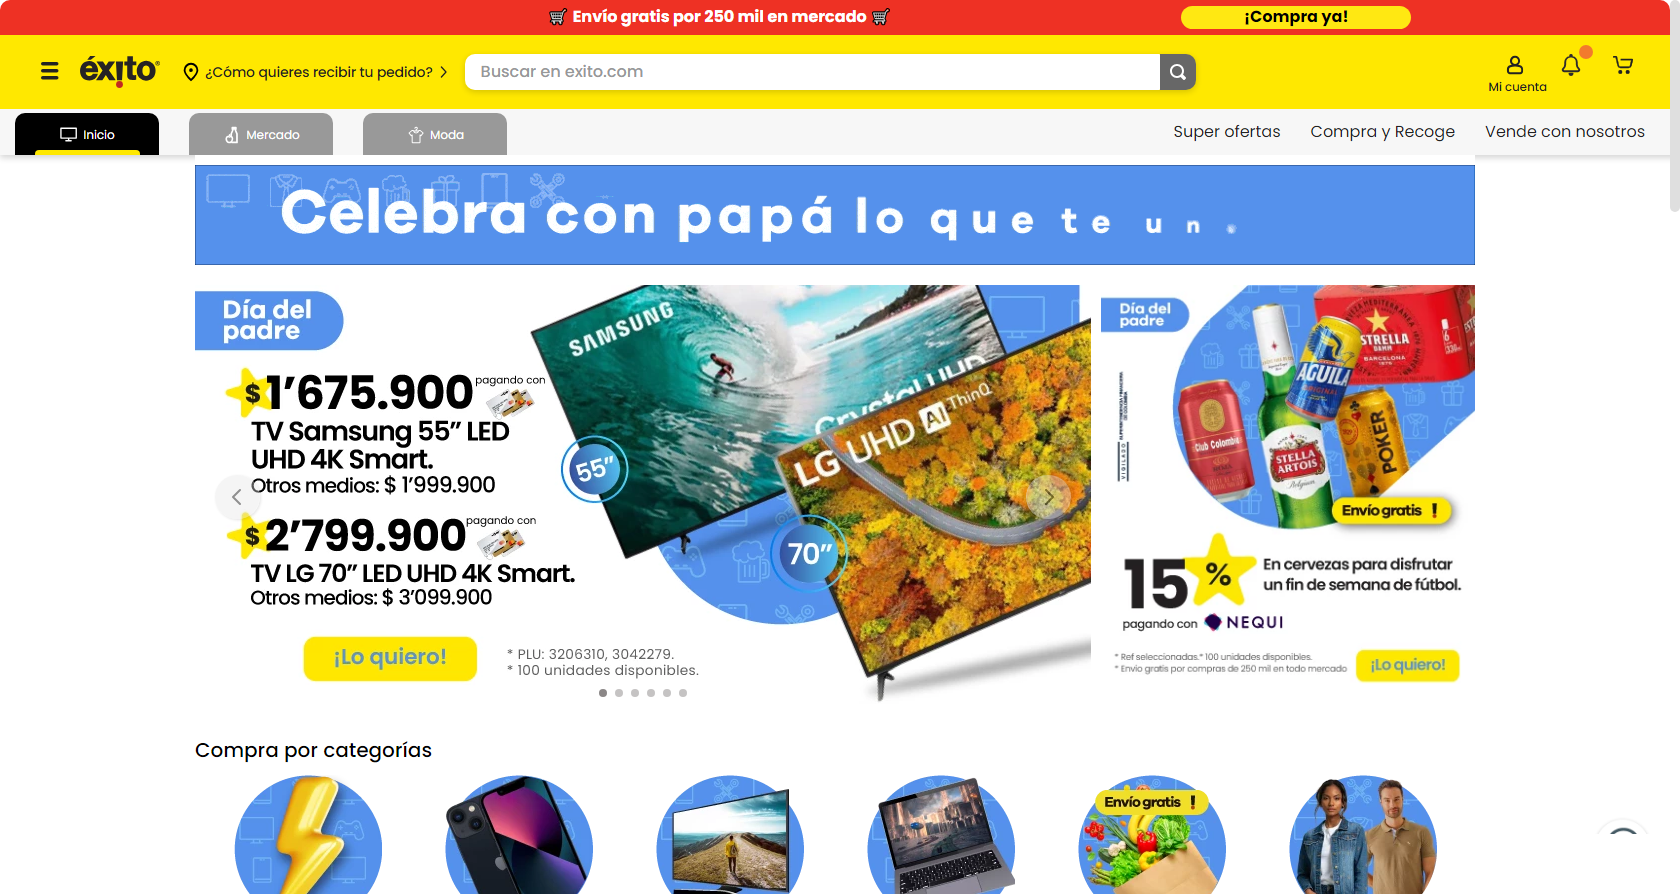 Envío gratis por 250 mil en mercado
¡Compra ya!
éxito
¿Cómo quieres recibir tu pedido?
Buscar en exito.com
Mi cuenta
Inicio
Mercado
Moda
Super ofertas
Compra y Recoge
Vende con nosotros
Celebra con papá lo que te un
Día del
padre
$1’675.900
pagando con
TV Samsung 55” LED
UHD 4K Smart.
Otros medios: $ 1’999.900
$2’799.900
pagando con
TV LG 70” LED UHD 4K Smart.
Otros medios: $ 3’099.900
¡Lo quiero!
* PLU: 3206310, 3042279.
* 100 unidades disponibles.
SAMSUNG
Crystal UHD
55”
LG UHD AI ThinQ
70”
Día del
padre
VIGILADO
ESTRELLA
DAMM
BARCELONA
AGUILA
ORIGINAL
Club Colombia
STELLA
ARTOIS
POKER
Envío gratis !
15%
En cervezas para disfrutar
un fin de semana de fútbol.
pagando con NEQUI
* Ref seleccionadas.* 100 unidades disponibles.
* Envio gratis por compras de 250 mil en todo mercado
¡Lo quiero!
Compra por categorías
Envío gratis !